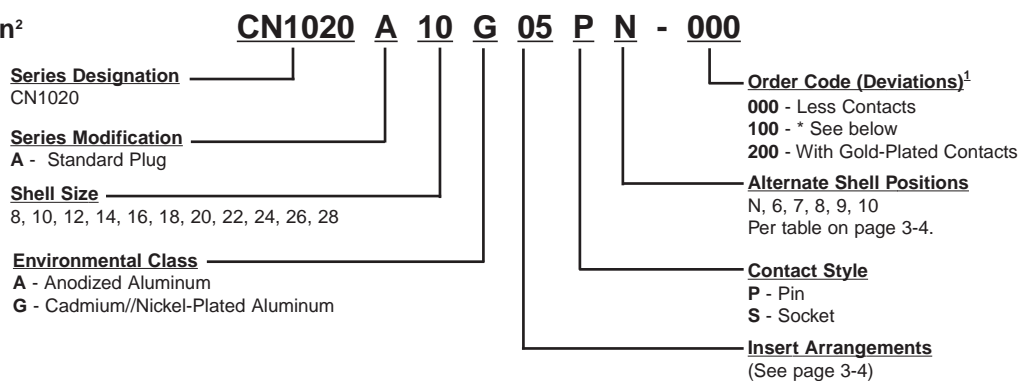 n²
CN1020 A 10 G 05 P N - 000
Series Designation
CN1020
Series Modification
A - Standard Plug
Shell Size
8, 10, 12, 14, 16, 18, 20, 22, 24, 26, 28
Environmental Class
A - Anodized Aluminum
G - Cadmium//Nickel-Plated Aluminum
Order Code (Deviations)¹
000 - Less Contacts
100 - * See below
200 - With Gold-Plated Contacts
Alternate Shell Positions
N, 6, 7, 8, 9, 10
Per table on page 3-4.
Contact Style
P - Pin
S - Socket
Insert Arrangements
(See page 3-4)